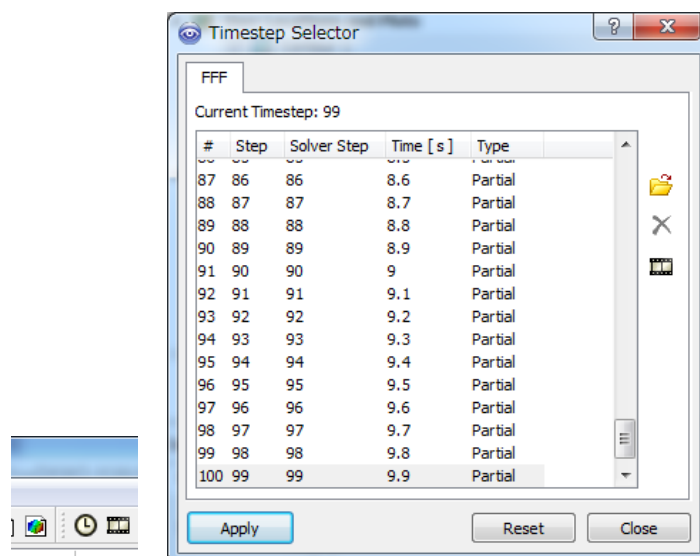 Timestep Selector
FFF
Current Timestep: 99
# Step Solver Step Time [ s ] Type
87 86 86 8.6 Partial
88 87 87 8.7 Partial
89 88 88 8.8 Partial
90 89 89 8.9 Partial
91 90 90 9 Partial
92 91 91 9.1 Partial
93 92 92 9.2 Partial
94 93 93 9.3 Partial
95 94 94 9.4 Partial
96 95 95 9.5 Partial
97 96 96 9.6 Partial
98 97 97 9.7 Partial
99 98 98 9.8 Partial
100 99 99 9.9 Partial
Apply Reset Close